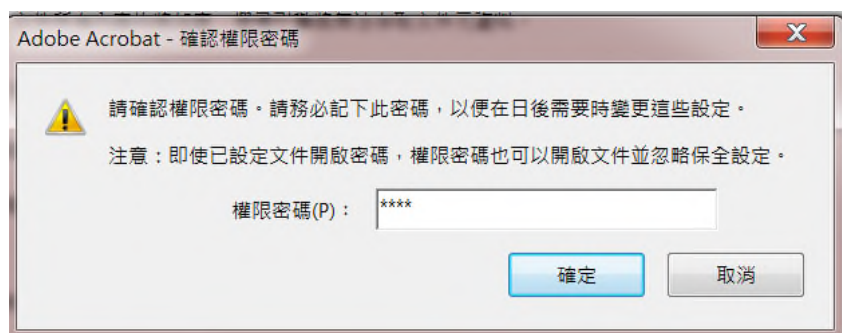 Adobe Acrobat - 確認權限密碼
請確認權限密碼。請務必記下此密碼，以便在日後需要時變更這些設定。
注意：即使已設定文件開啟密碼，權限密碼也可以開啟文件並忽略保全設定。
權限密碼(P)： ****
確定 取消